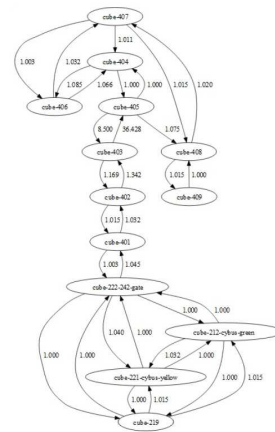 cube-407
1.011
1.003
1.032
cube-404
1.015
1.020
1.085
1.066
1.000
1.000
cube-406
cube-405
1.075
8.500
36.428
cube-403
cube-408
1.169
1.342
1.015
1.000
cube-402
cube-409
1.015
1.032
cube-401
1.003
1.045
cube-222-242-gate
1.000
1.000
1.040
1.000
cube-212-cybus-green
1.032
1.000
1.000
1.000
1.000
1.015
cube-221-cybus-yellow
1.000
1.015
cube-219